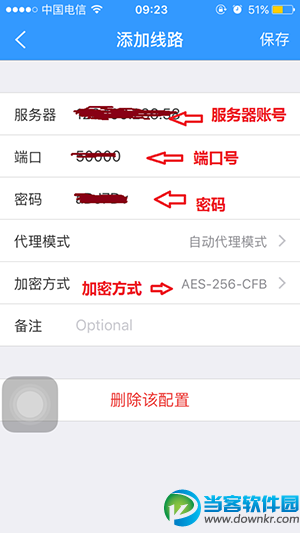 中国电信 09:23 51%
添加线路 保存
服务器 服务器账号
端口 端口号
密码 密码
代理模式 自动代理模式
加密方式 加密方式 AES-256-CFB
备注 Optional
删除该配置
当客软件园
www.downkr.com